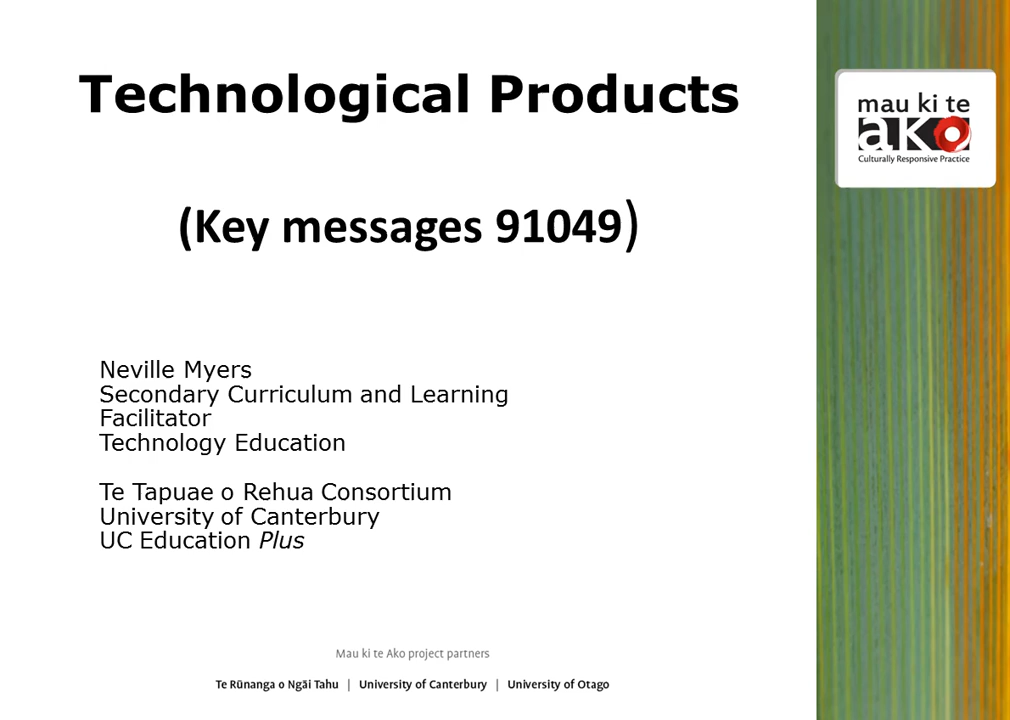 Technological Products
(Key messages 91049)
mau ki te
ako
Culturally Responsive Practice
Neville Myers
Secondary Curriculum and Learning
Facilitator
Technology Education
Te Tapuae o Rehua Consortium
University of Canterbury
UC Education Plus
Mau ki te Ako project partners
Te Rūnanga o Ngāi Tahu | University of Canterbury | University of Otago